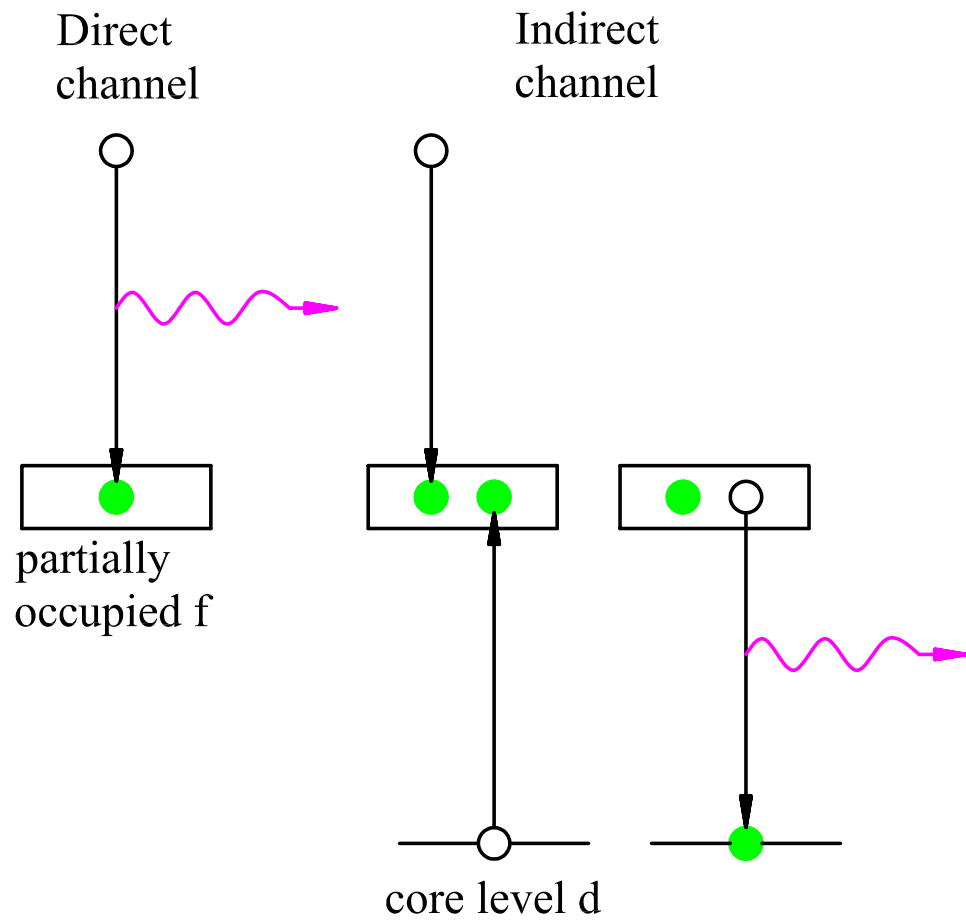 Direct
channel
Indirect
channel
partially
occupied f
core level d